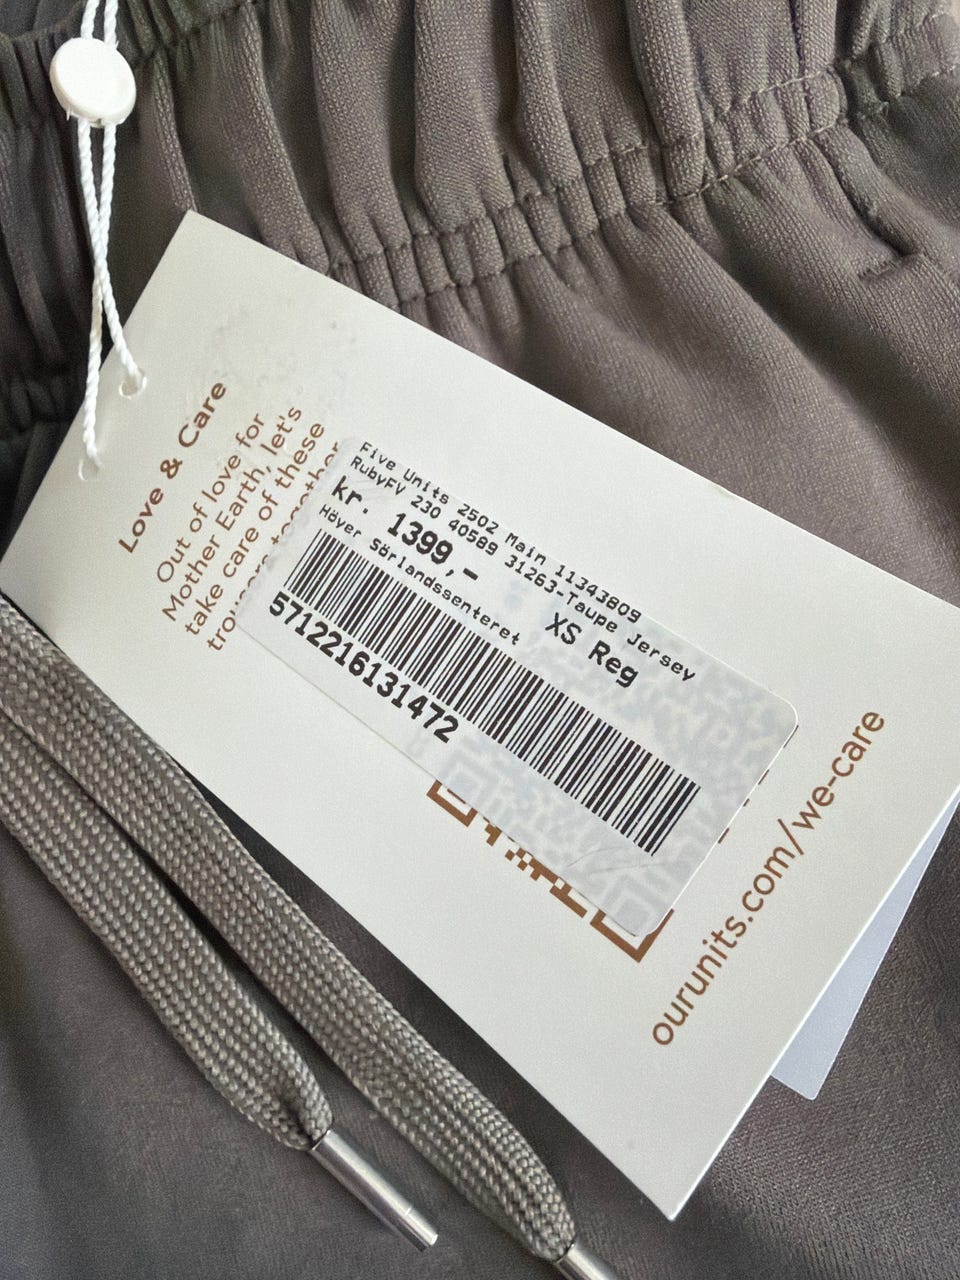 Love & Care
Out of love for
Mother Earth, let's
take care of these
Five Units 2502 Main 11343809
RubyFV 230 40589 31263-Taupe Jersey
kr. 1399,-
XS Reg
Höyer Sörlandssenteret
5712216131472
ourunits.com/we-care